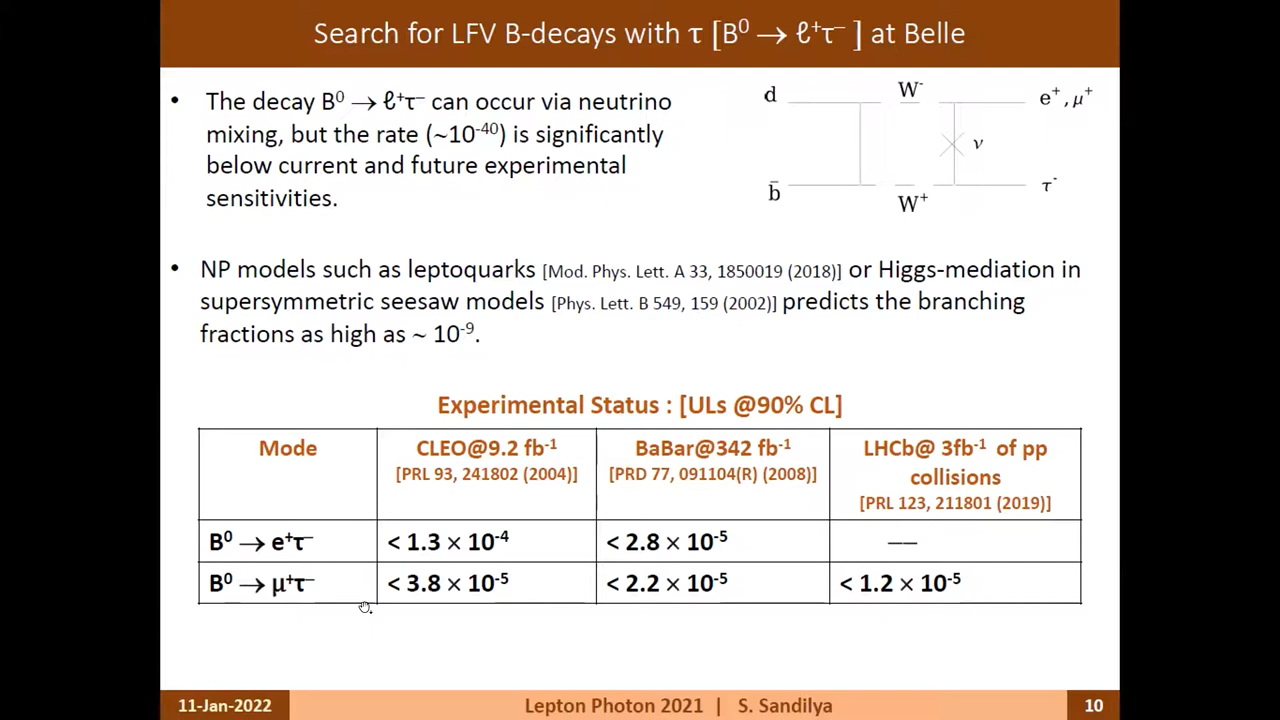 Search for LFV B-decays with τ [B⁰ → ℓ⁺τ⁻ ] at Belle
• The decay B⁰ → ℓ⁺τ⁻ can occur via neutrino
mixing, but the rate (~10⁻⁴⁰) is significantly
below current and future experimental
sensitivities.
d
W⁻
e⁺ , μ⁺
ν
b̄
W⁺
τ⁻
• NP models such as leptoquarks [Mod. Phys. Lett. A 33, 1850019 (2018)] or Higgs-mediation in
supersymmetric seesaw models [Phys. Lett. B 549, 159 (2002)] predicts the branching
fractions as high as ~ 10⁻⁹.
Experimental Status : [ULs @90% CL]
Mode
CLEO@9.2 fb⁻¹
[PRL 93, 241802 (2004)]
BaBar@342 fb⁻¹
[PRD 77, 091104(R) (2008)]
LHCb@ 3fb⁻¹ of pp
collisions
[PRL 123, 211801 (2019)]
B⁰ → e⁺τ⁻
< 1.3 × 10⁻⁴
< 2.8 × 10⁻⁵
—
B⁰ → μ⁺τ⁻
< 3.8 × 10⁻⁵
< 2.2 × 10⁻⁵
< 1.2 × 10⁻⁵
11-Jan-2022
Lepton Photon 2021 | S. Sandilya
10